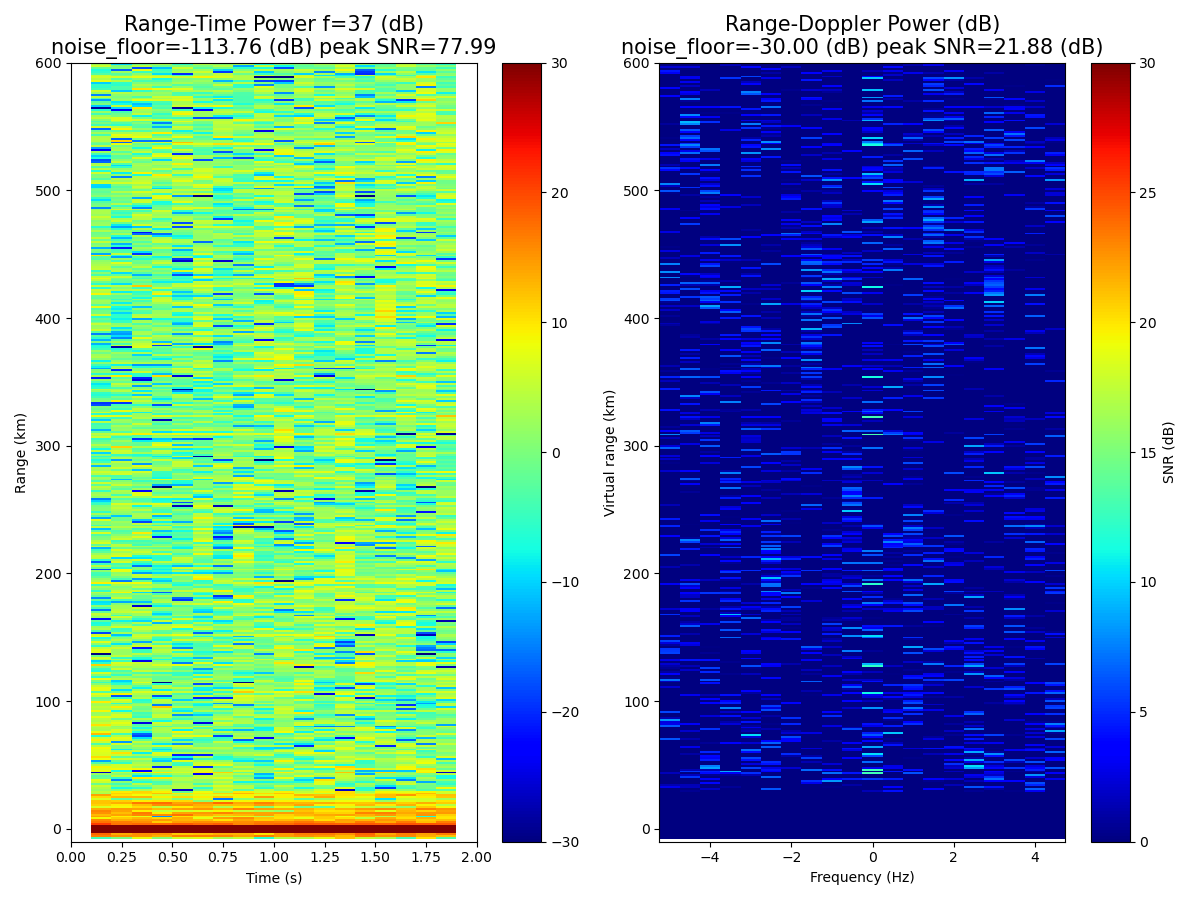 Range-Time Power f=37 (dB)
noise_floor=-113.76 (dB) peak SNR=77.99
Range (km)
600
500
400
300
200
100
0
0.00 0.25 0.50 0.75 1.00 1.25 1.50 1.75 2.00
Time (s)
30
20
10
0
−10
−20
−30
Range-Doppler Power (dB)
noise_floor=-30.00 (dB) peak SNR=21.88 (dB)
Virtual range (km)
600
500
400
300
200
100
0
−4 −2 0 2 4
Frequency (Hz)
30
25
20
15
10
5
0
SNR (dB)